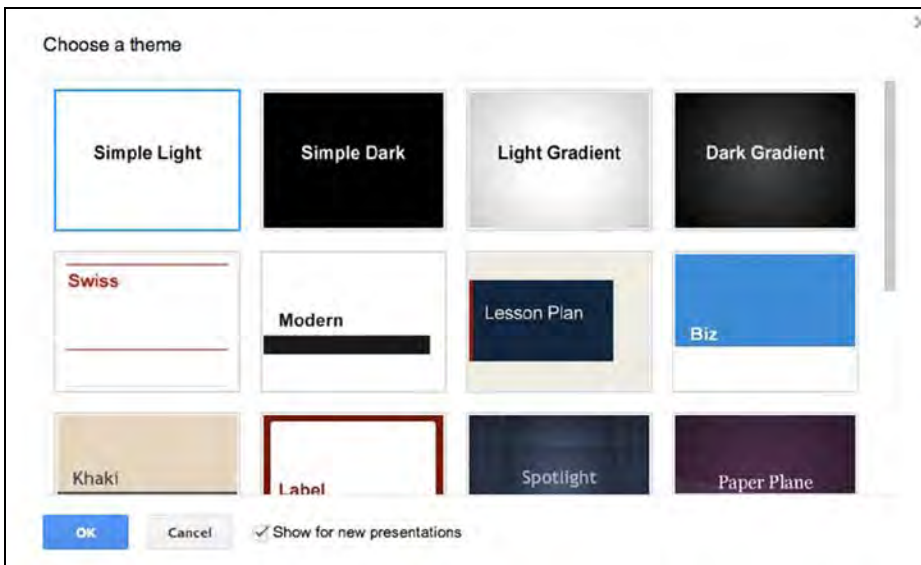 Choose a theme
Simple Light
Simple Dark
Light Gradient
Dark Gradient
Swiss
Modern
Lesson Plan
Biz
Khaki
Label
Spotlight
Paper Plane
OK
Cancel
Show for new presentations